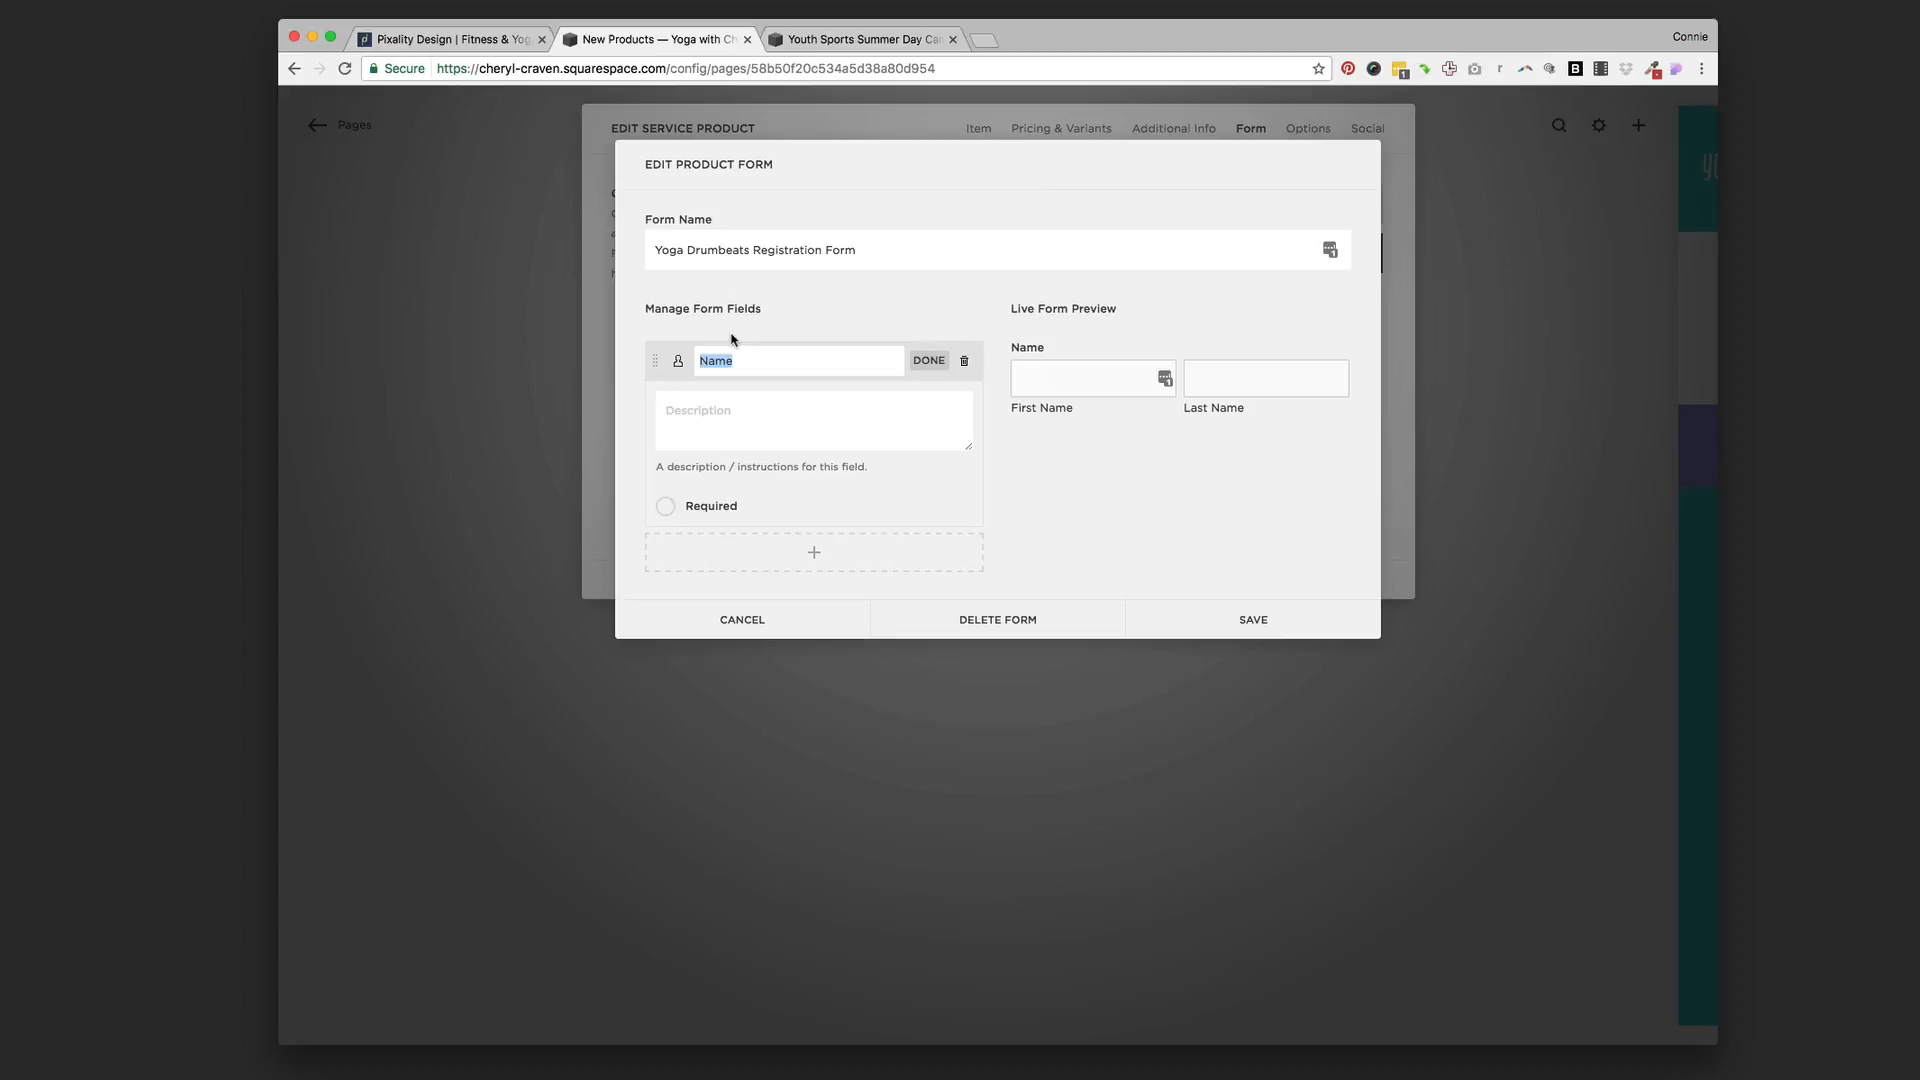 Pixality Design | Fitness & Yog
New Products — Yoga with Ch
Youth Sports Summer Day Ca
Connie
Secure
https://cheryl-craven.squarespace.com/config/pages/58b50f20c534a5d38a80d954
Pages
EDIT SERVICE PRODUCT
Item
Pricing & Variants
Additional Info
Form
Options
Social
EDIT PRODUCT FORM
Form Name
Yoga Drumbeats Registration Form
Manage Form Fields
Live Form Preview
Name
DONE
Description
A description / instructions for this field.
Required
+
Name
First Name
Last Name
CANCEL
DELETE FORM
SAVE